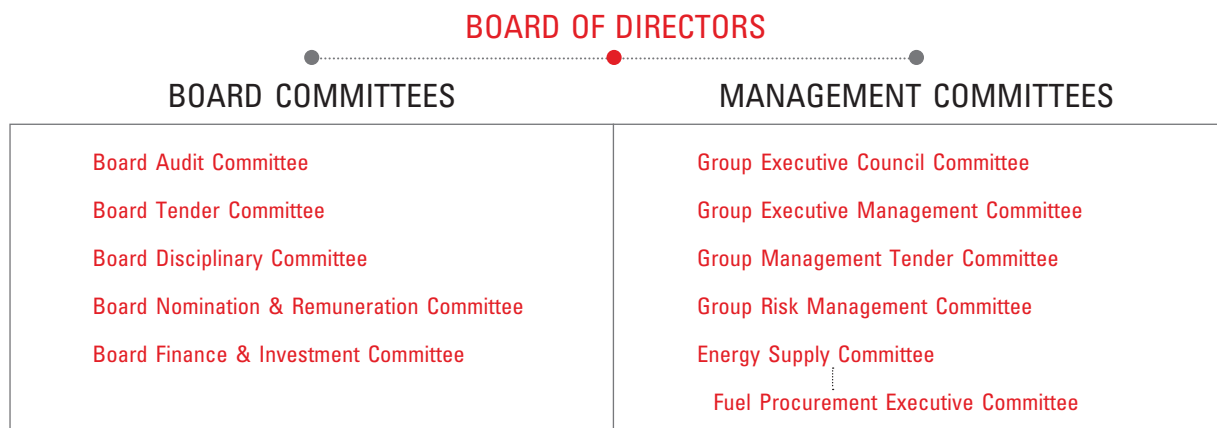 BOARD OF DIRECTORS
BOARD COMMITTEES
Board Audit Committee
Board Tender Committee
Board Disciplinary Committee
Board Nomination & Remuneration Committee
Board Finance & Investment Committee
MANAGEMENT COMMITTEES
Group Executive Council Committee
Group Executive Management Committee
Group Management Tender Committee
Group Risk Management Committee
Energy Supply Committee
Fuel Procurement Executive Committee